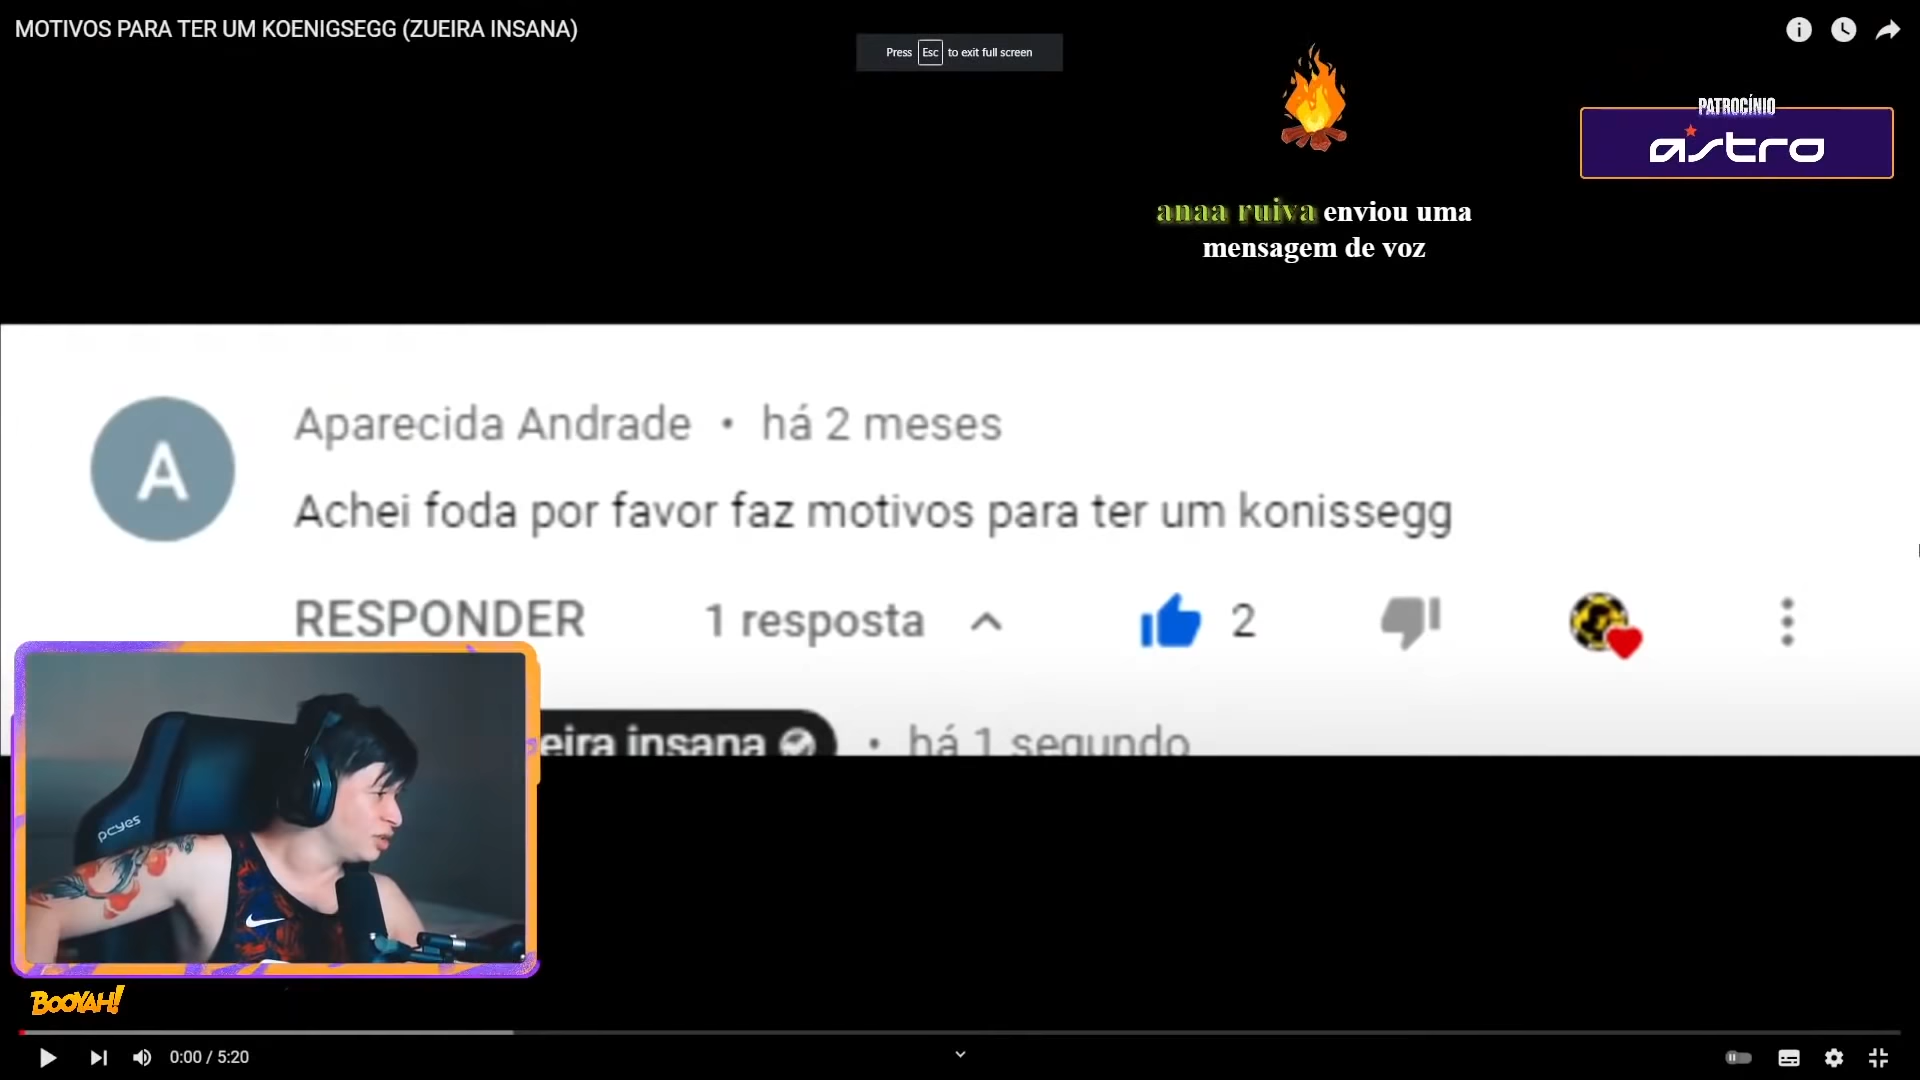 MOTIVOS PARA TER UM KOENIGSEGG (ZUEIRA INSANA)
Press Esc to exit full screen
PATROCÍNIO
astro
anaa ruiva enviou uma
mensagem de voz
A
Aparecida Andrade • há 2 meses
Achei foda por favor faz motivos para ter um konissegg
RESPONDER 1 resposta 2
eira insana • há 1 segundo
pcyes
BOOYAH!
0:00 / 5:20